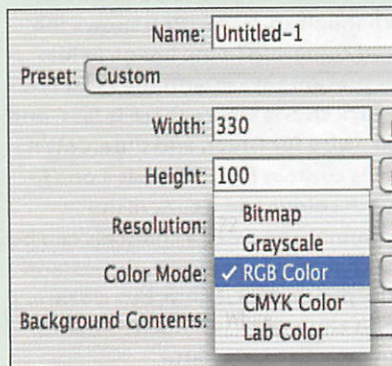 Name: Untitled-1
Preset: Custom
Width: 330
Height: 100
Bitmap
Resolution:
Grayscale
Color Mode: ✓ RGB Color
CMYK Color
Background Contents:
Lab Color